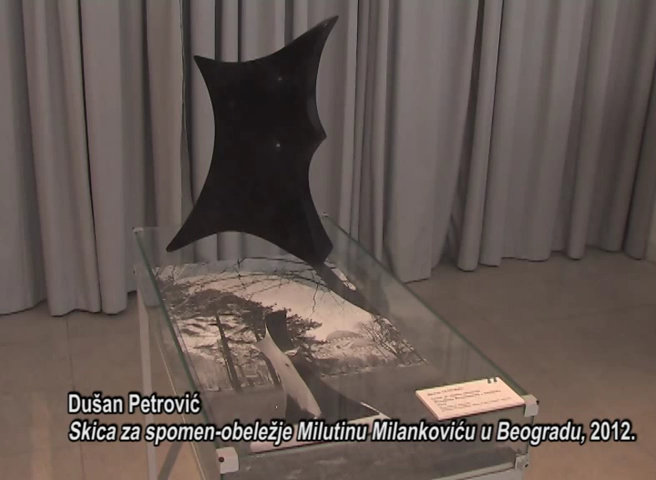 Dušan Petrović
Skica za spomen-obeležje Milutinu Milankoviću u Beogradu, 2012.